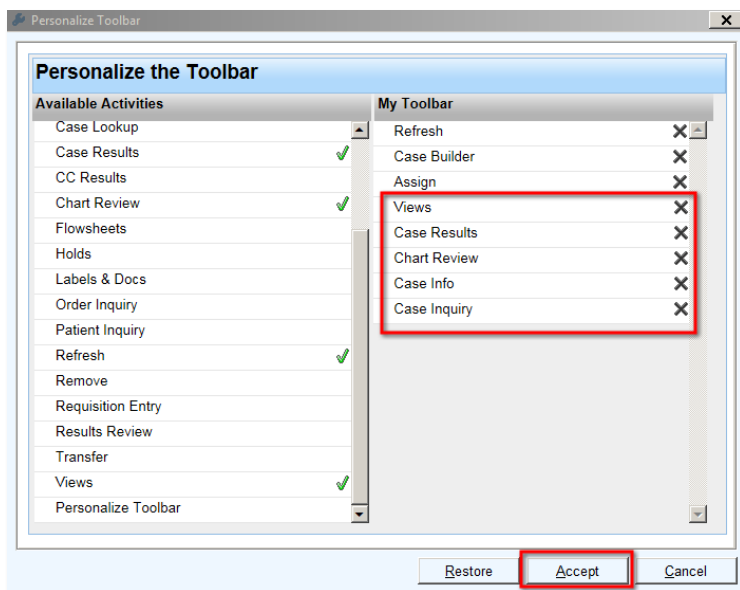 Personalize Toolbar
Personalize the Toolbar
Available Activities
Case Lookup
Case Results
CC Results
Chart Review
Flowsheets
Holds
Labels & Docs
Order Inquiry
Patient Inquiry
Refresh
Remove
Requisition Entry
Results Review
Transfer
Views
Personalize Toolbar
My Toolbar
Refresh
Case Builder
Assign
Views
Case Results
Chart Review
Case Info
Case Inquiry
Restore
Accept
Cancel